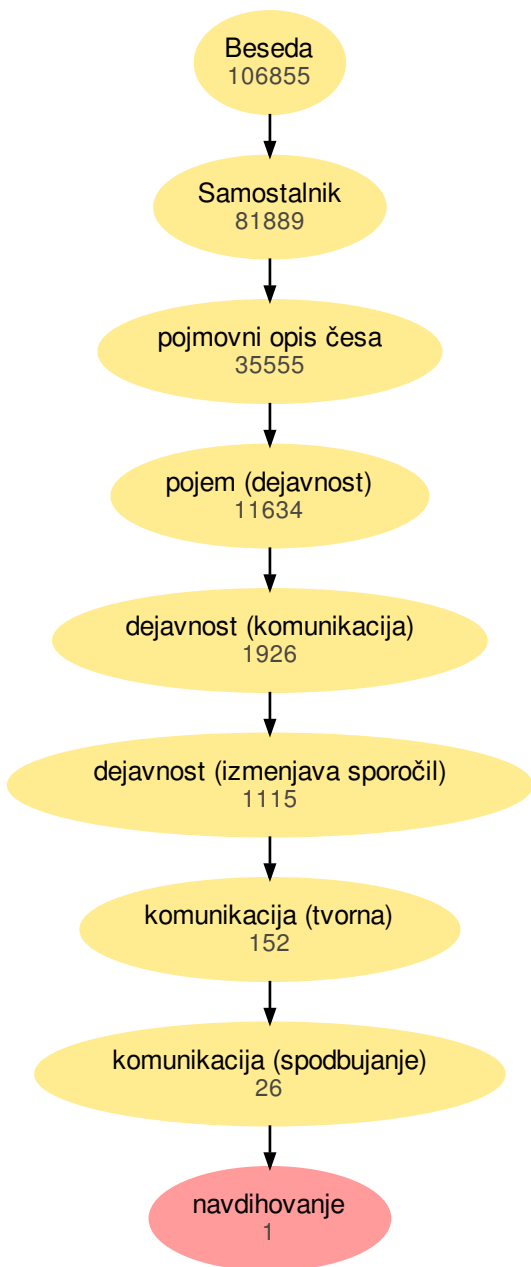 Beseda
106855
Samostalnik
81889
pojmovni opis česa
35555
pojem (dejavnost)
11634
dejavnost (komunikacija)
1926
dejavnost (izmenjava sporočil)
1115
komunikacija (tvorna)
152
komunikacija (spodbujanje)
26
navdihovanje
1